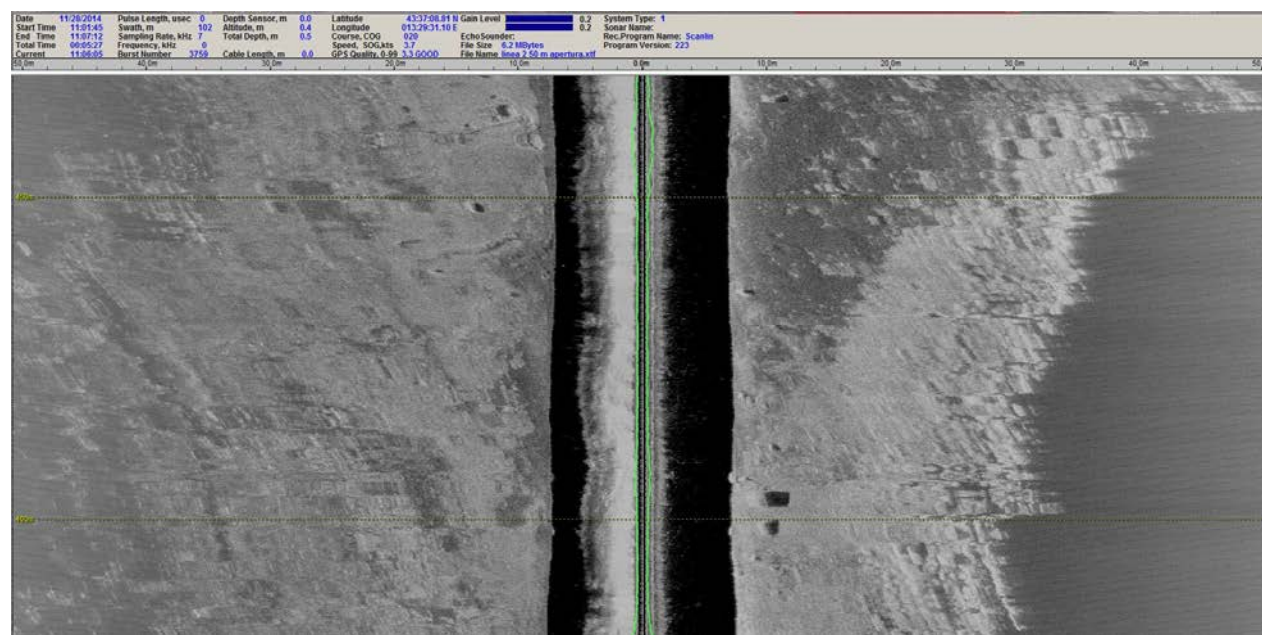 Date 11/28/2014 Pulse Length, usec 0 Depth Sensor, m 0.0 Latitude 43:37:08.91 N Gain Level 0.2 System Type: 1
Start Time 11:01:45 Swath, m 102 Altitude, m 0.4 Longitude 013:29:31.10 E 0.2 Sonar Name:
End Time 11:07:12 Sampling Rate, kHz 7 Total Depth, m 0.5 Course, COG 020 EchoSounder: Rec.Program Name: ScanIm
Total Time 00:05:27 Frequency, kHz 0 Speed, SOG,kts 3.7 File Size 6.2 MBytes Program Version: 223
Current 11:06:05 Burst Number 3759 Cable Length, m 0.0 GPS Quality, 0-99 3.3 GOOD File Name linea 2 50 m apertura.xtf
50,0m 40,0m 30,0m 20,0m 10,0m 0.0m 10,0m 20,0m 30,0m 40,0m